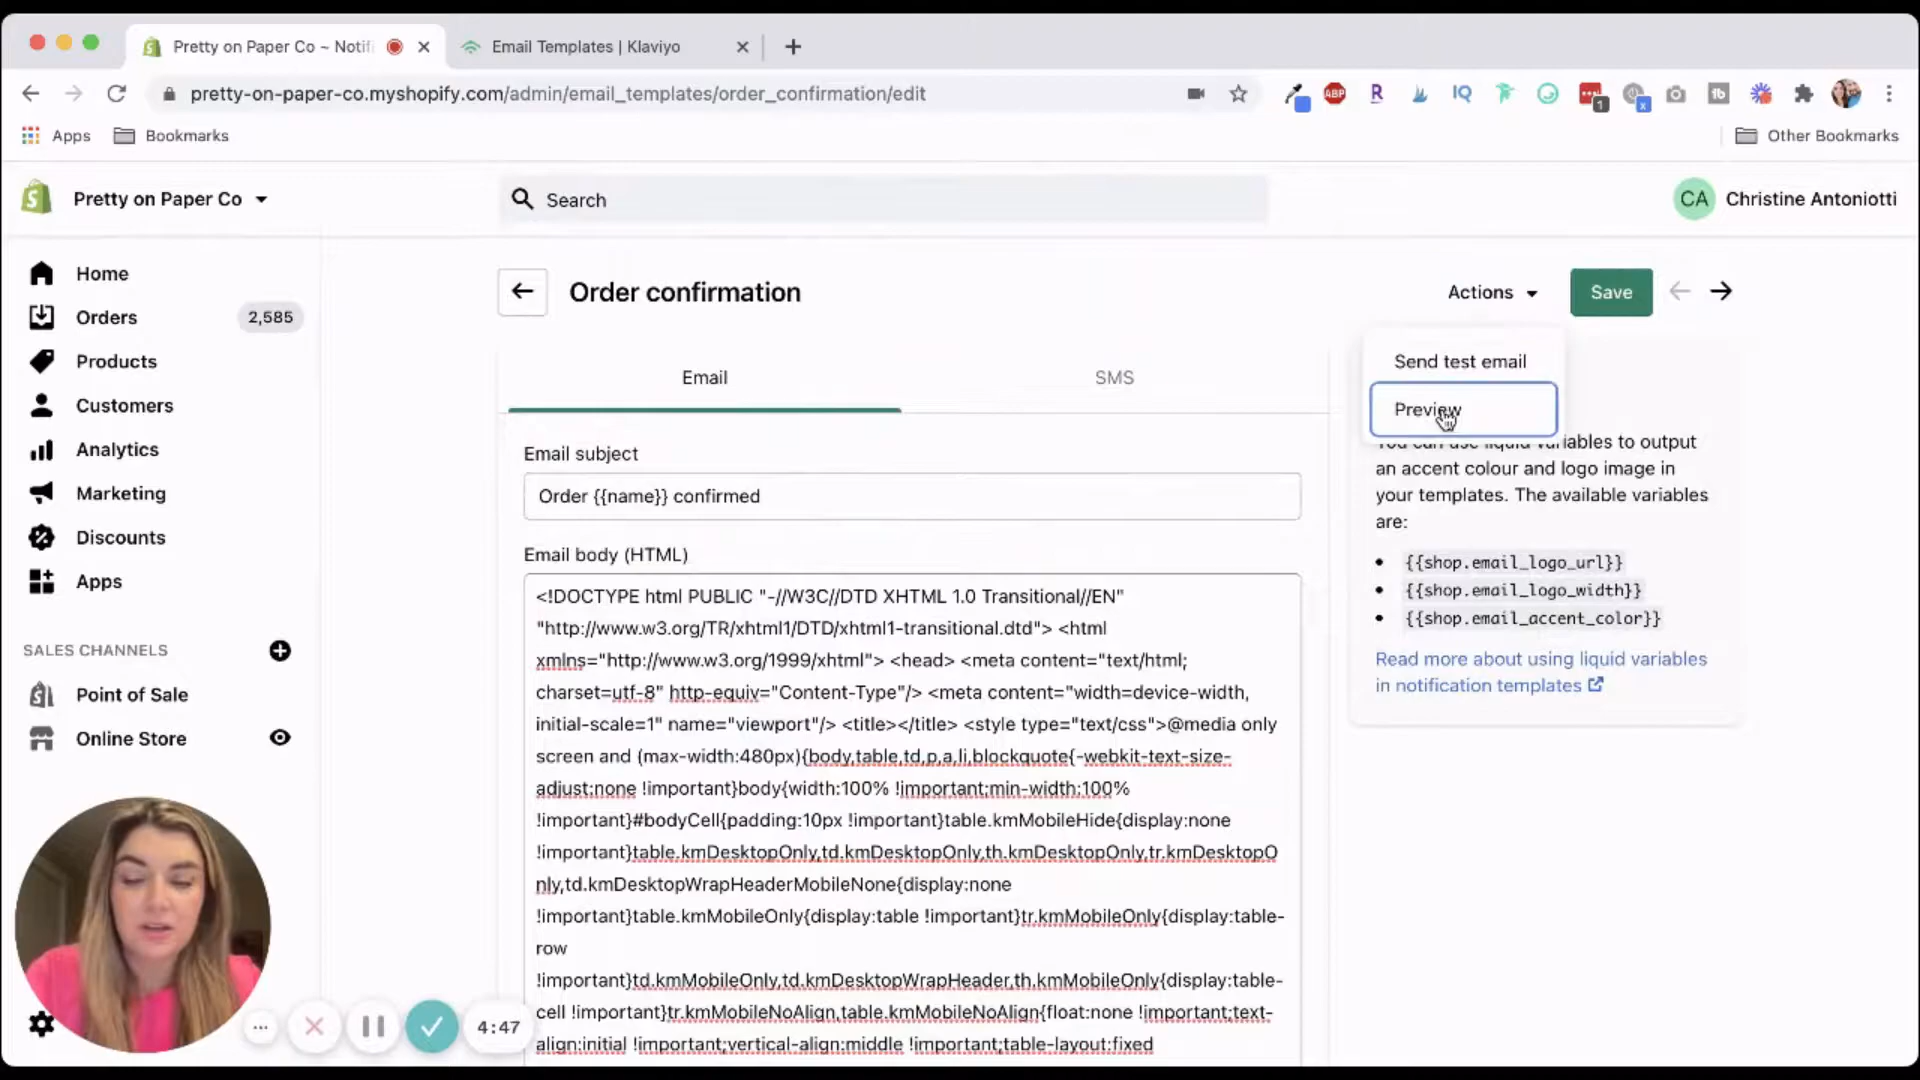 Pretty on Paper Co ~ Notif
Email Templates | Klaviyo
pretty-on-paper-co.myshopify.com/admin/email_templates/order_confirmation/edit
ABP
R
IQ
1
x
tb
Apps
Bookmarks
Other Bookmarks
Pretty on Paper Co
Search
CA
Christine Antoniotti
Home
Orders
2,585
Products
Customers
Analytics
Marketing
Discounts
Apps
SALES CHANNELS
Point of Sale
Online Store
Order confirmation
Actions
Save
Send test email
Preview
Email
SMS
Email subject
Order {{name}} confirmed
Email body (HTML)
<!DOCTYPE html PUBLIC "-//W3C//DTD XHTML 1.0 Transitional//EN"
"http://www.w3.org/TR/xhtml1/DTD/xhtml1-transitional.dtd"> <html
xmlns="http://www.w3.org/1999/xhtml"> <head> <meta content="text/html;
charset=utf-8" http-equiv="Content-Type"/> <meta content="width=device-width,
initial-scale=1" name="viewport"/> <title></title> <style type="text/css">@media only
screen and (max-width:480px){body,table,td,p,a,li,blockquote{-webkit-text-size-
adjust:none !important}body{width:100% !important;min-width:100%
!important}#bodyCell{padding:10px !important}table.kmMobileHide{display:none
!important}table.kmDesktopOnly,td.kmDesktopOnly,th.kmDesktopOnly,tr.kmDesktopO
nly,td.kmDesktopWrapHeaderMobileNone{display:none
!important}table.kmMobileOnly{display:table !important}tr.kmMobileOnly{display:table-
row
!important}td.kmMobileOnly,td.kmDesktopWrapHeader,th.kmMobileOnly{display:table-
cell !important}tr.kmMobileNoAlign,table.kmMobileNoAlign{float:none !important;text-
align:initial !important;vertical-align:middle !important;table-layout:fixed
You can use liquid variables to output
an accent colour and logo image in
your templates. The available variables
are:
{{shop.email_logo_url}}
{{shop.email_logo_width}}
{{shop.email_accent_color}}
Read more about using liquid variables
in notification templates
4:47